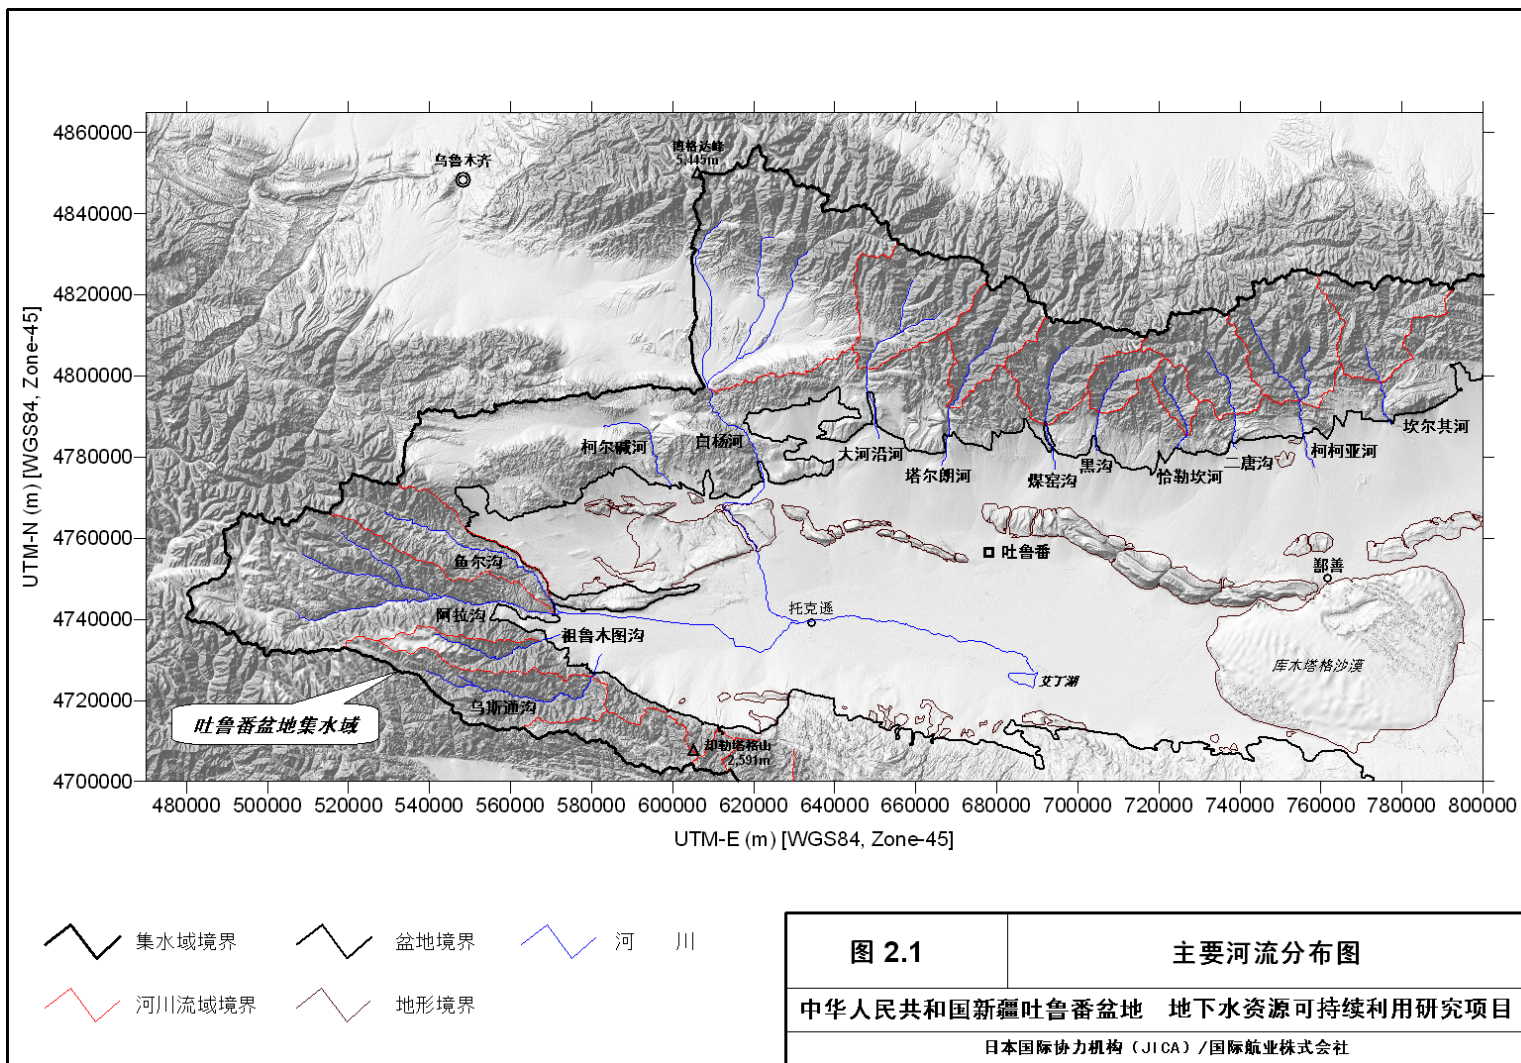 4860000
4840000
4820000
4800000
4780000
4760000
4740000
4720000
4700000
UTM-N (m) [WGS84, Zone-45]
乌鲁木齐
博格达峰
5,445m
柯尔碱河
白杨河
大河沿河
塔尔朗河
煤窑沟
黑沟
恰勒坎河
二唐沟
柯柯亚河
坎尔其河
鱼尔沟
阿拉沟
祖鲁木图沟
乌斯通沟
吐鲁番
鄯善
托克逊
艾丁湖
库木塔格沙漠
吐鲁番盆地集水域
却勒塔格山
2,591m
480000 500000 520000 540000 560000 580000 600000 620000 640000 660000 680000 700000 720000 740000 760000 780000 800000
UTM-E (m) [WGS84, Zone-45]
集水域境界 盆地境界 河 川
河川流域境界 地形境界
图 2.1 主要河流分布图
中华人民共和国新疆吐鲁番盆地 地下水资源可持续利用研究项目
日本国际协力机构（JICA）/国际航业株式会社